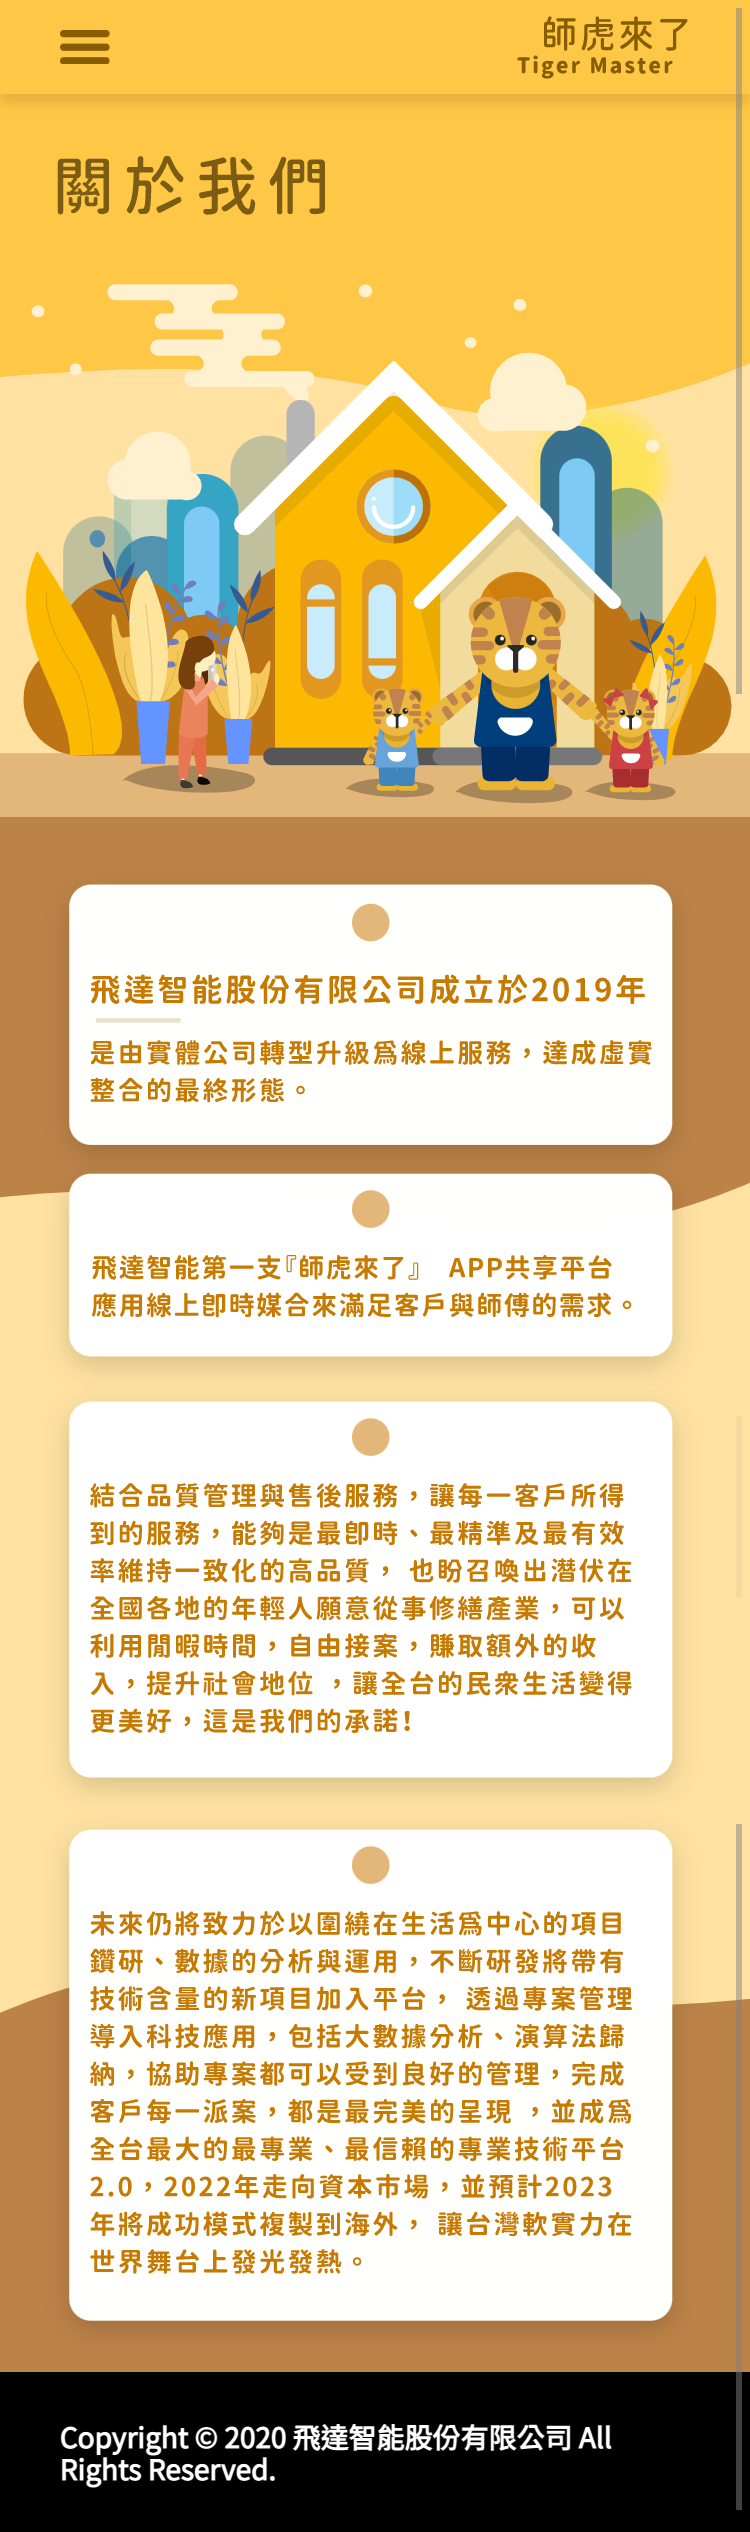 師虎來了
Tiger Master
關於我們
飛達智能股份有限公司成立於2019年
是由實體公司轉型升級為線上服務，達成虛實
整合的最終形態。
飛達智能第一支『師虎來了』 APP共享平台
應用線上即時媒合來滿足客戶與師傅的需求。
結合品質管理與售後服務，讓每一客戶所得
到的服務，能夠是最即時、最精準及最有效
率維持一致化的高品質， 也盼召喚出潛伏在
全國各地的年輕人願意從事修繕產業，可以
利用閒暇時間，自由接案，賺取額外的收
入，提升社會地位 ，讓全台的民眾生活變得
更美好，這是我們的承諾！
未來仍將致力於以圍繞在生活為中心的項目
鑽研、數據的分析與運用，不斷研發將帶有
技術含量的新項目加入平台， 透過專案管理
導入科技應用，包括大數據分析、演算法歸
納，協助專案都可以受到良好的管理，完成
客戶每一派案，都是最完美的呈現 ，並成為
全台最大的最專業、最信賴的專業技術平台
2.0，2022年走向資本市場，並預計2023
年將成功模式複製到海外， 讓台灣軟實力在
世界舞台上發光發熱。
Copyright © 2020 飛達智能股份有限公司 All
Rights Reserved.